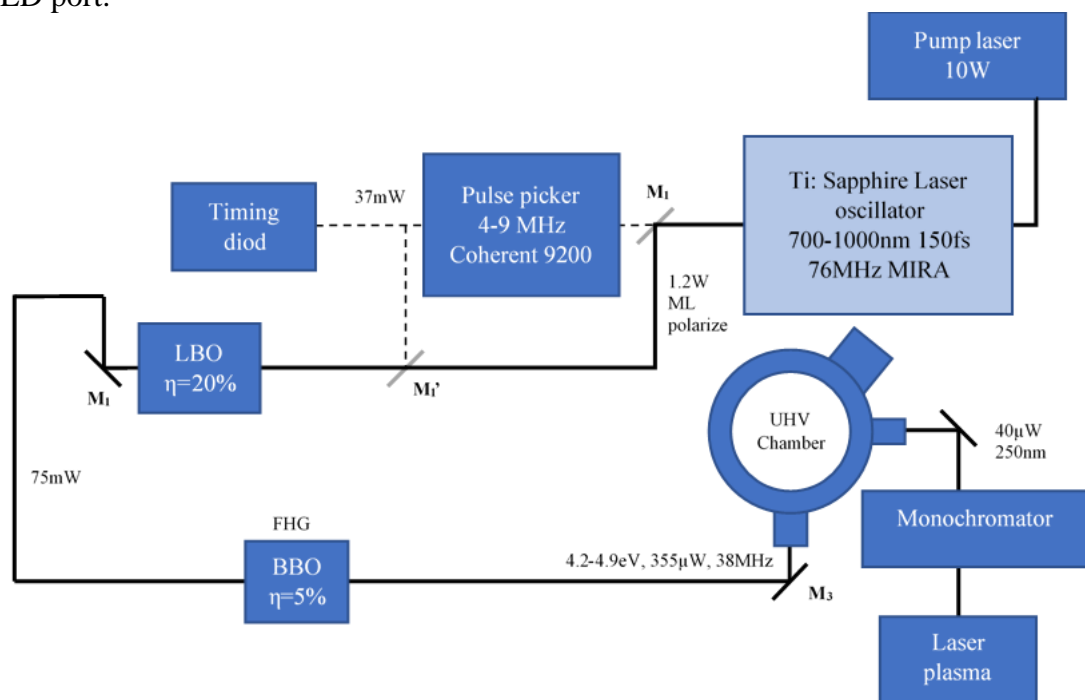 ED port.
Pump laser
10W
37mW
Pulse picker
4-9 MHz
Coherent 9200
M₁
Ti: Sapphire Laser
oscillator
700-1000nm 150fs
76MHz MIRA
Timing
diod
1.2W
ML
polarize
LBO
η=20%
M₁
M₁'
UHV
Chamber
40µW
250nm
75mW
Monochromator
FHG
BBO
η=5%
4.2-4.9eV, 355µW, 38MHz
M₃
Laser
plasma